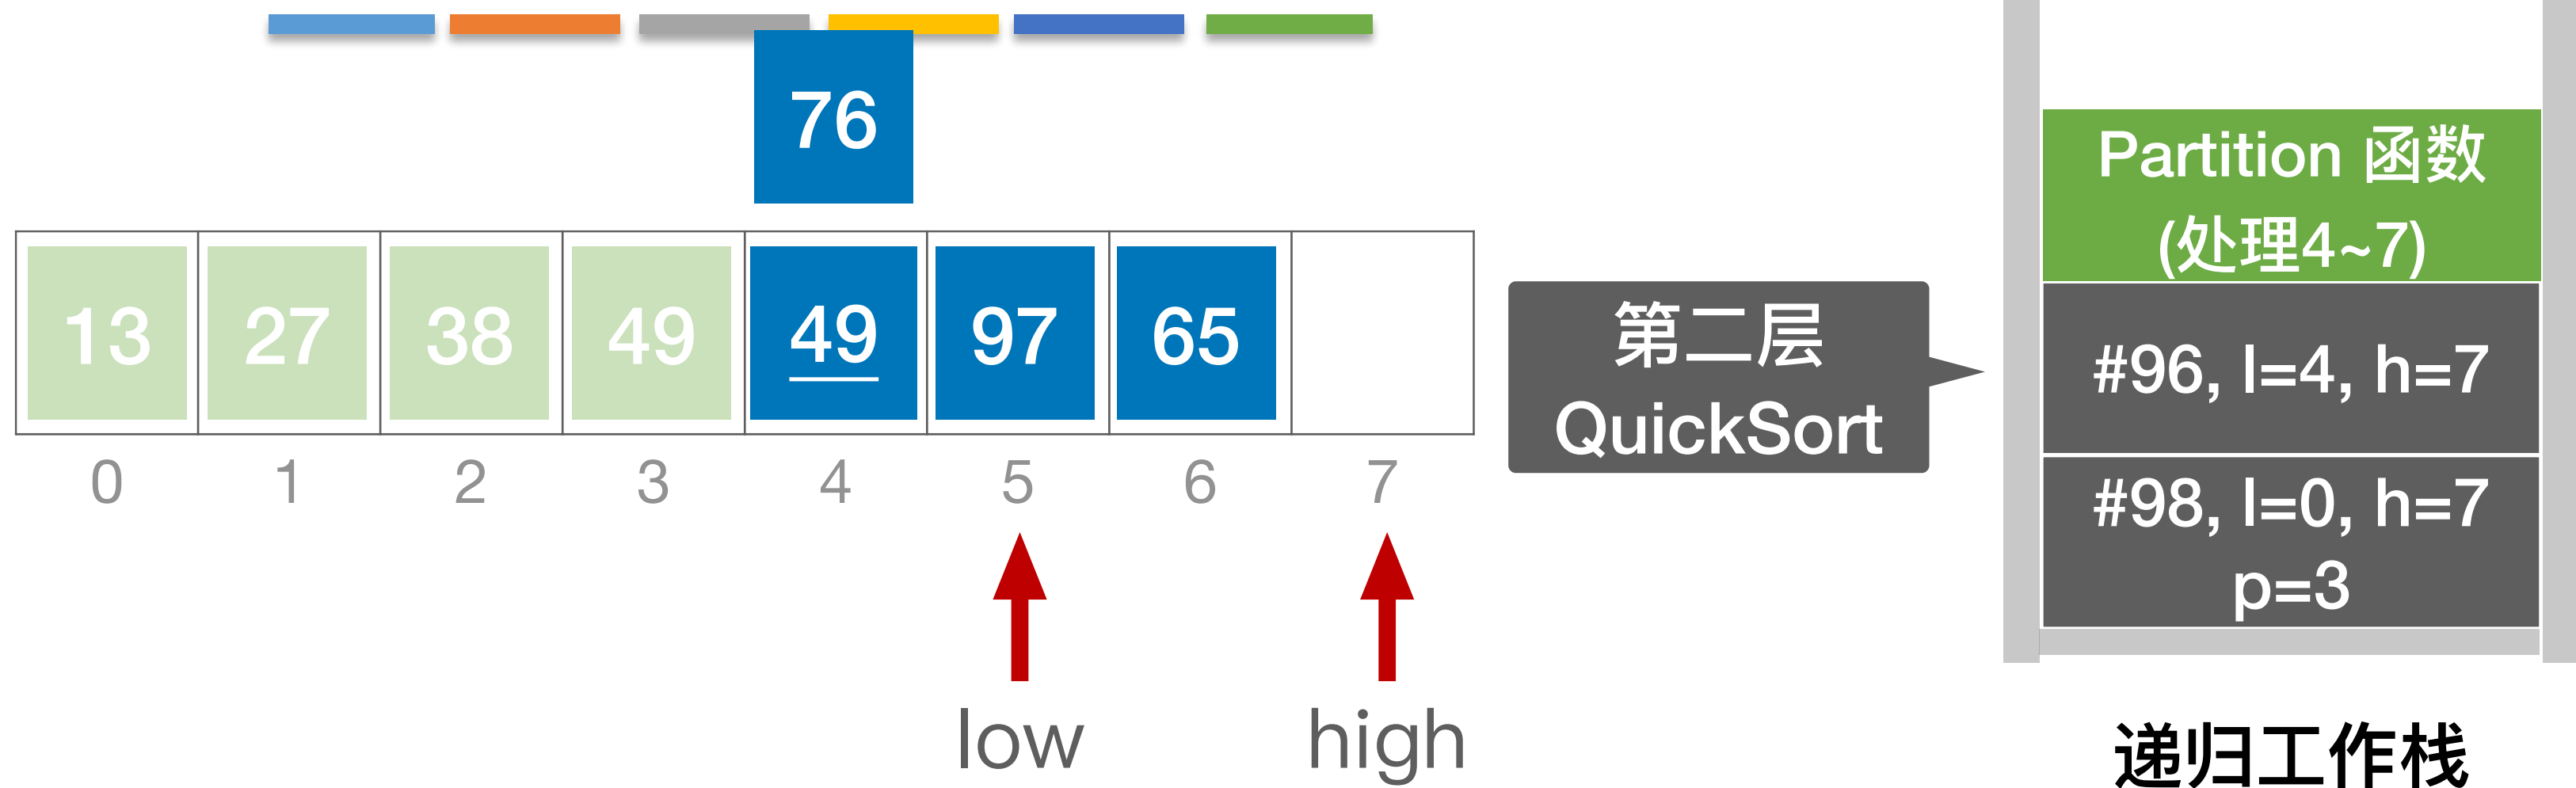 76
13 27 38 49 49 97 65
0 1 2 3 4 5 6 7
low high
第二层
QuickSort
Partition 函数
(处理4~7)
#96, l=4, h=7
#98, l=0, h=7
p=3
递归工作栈